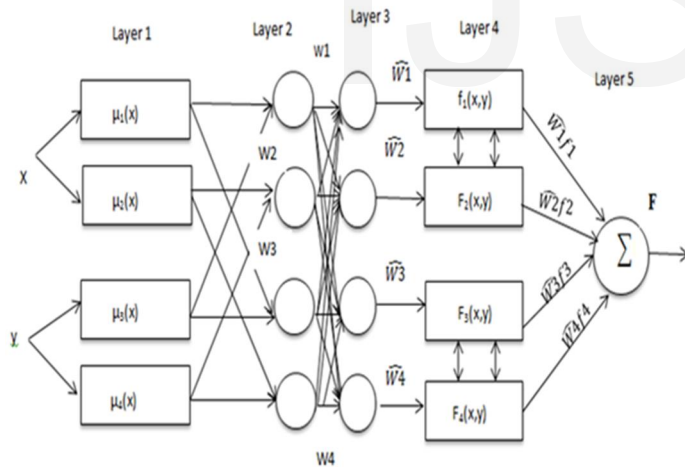 Layer 1
Layer 2
Layer 3
Layer 4
Layer 5
W1
W2
W3
W4
X
y
μ₁(x)
μ₂(x)
μ₃(x)
μ₄(x)
Ŵ1
Ŵ2
Ŵ3
Ŵ4
f₁(x,y)
F₂(x,y)
F₃(x,y)
F₄(x,y)
Ŵ1f1
Ŵ2f2
Ŵ3f3
Ŵ4f4
Σ
F